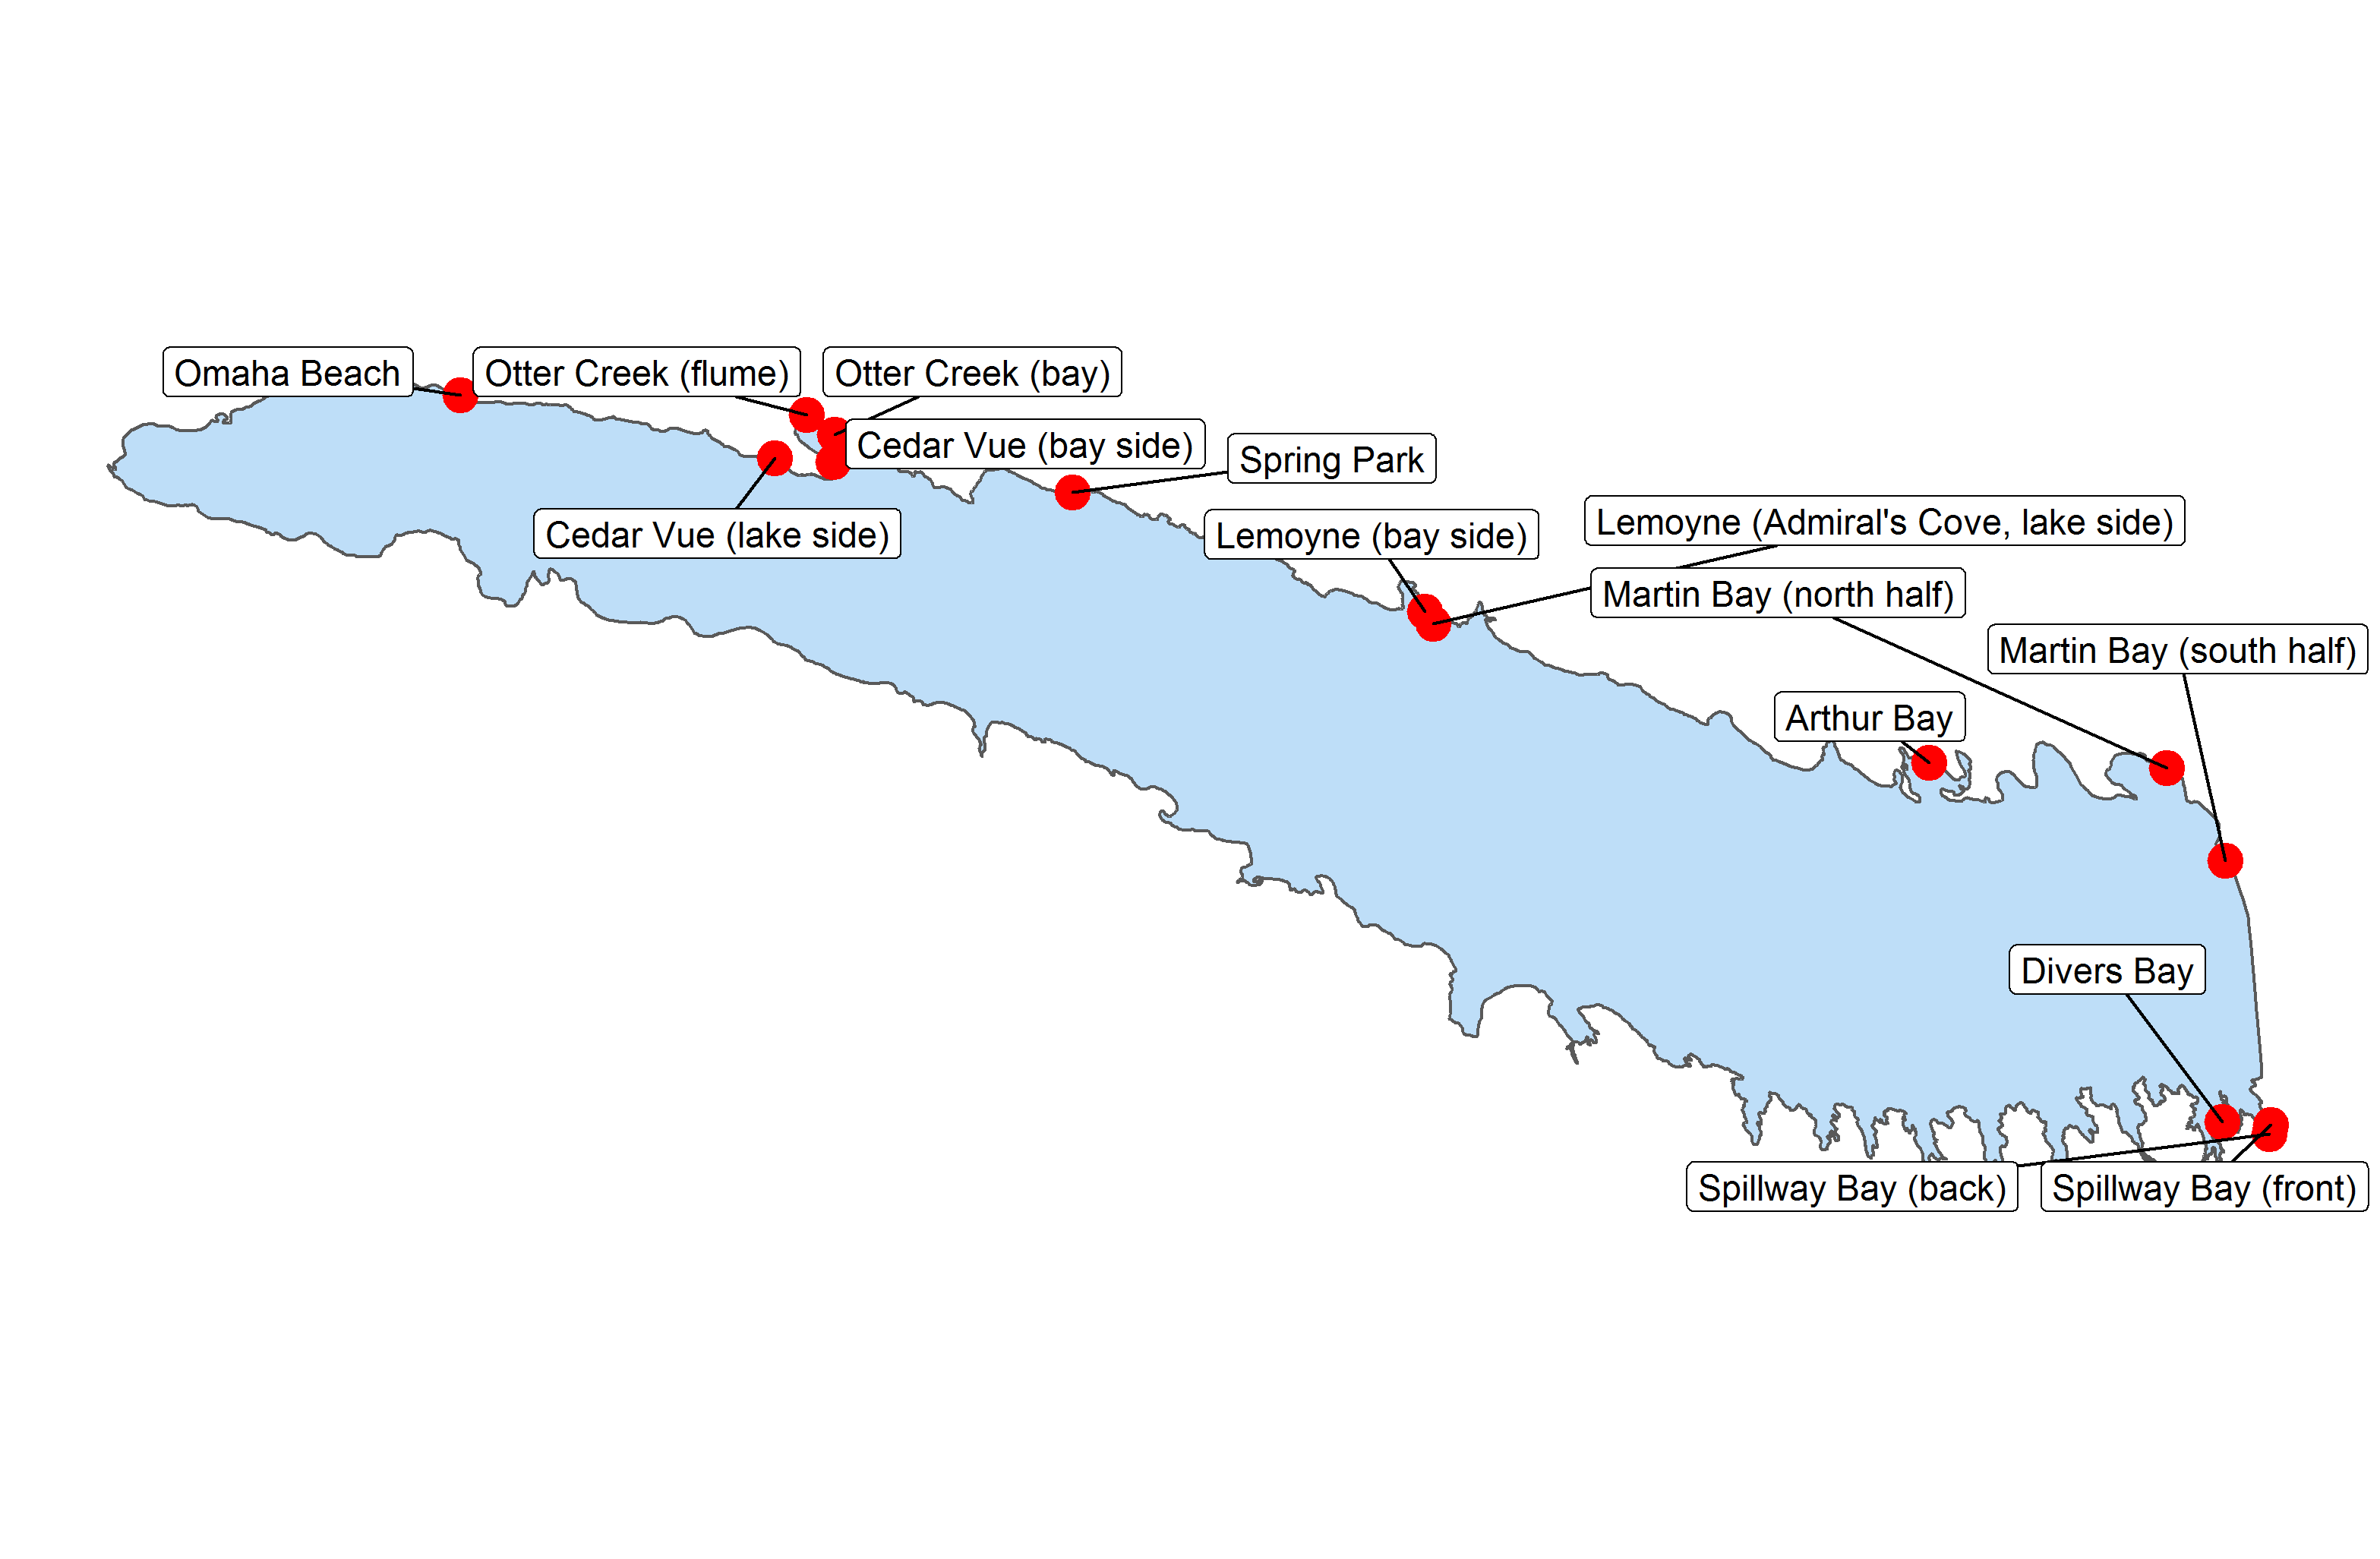 Omaha Beach
Otter Creek (flume)
Otter Creek (bay)
Cedar Vue (bay side)
Spring Park
Cedar Vue (lake side)
Lemoyne (bay side)
Lemoyne (Admiral's Cove, lake side)
Martin Bay (north half)
Martin Bay (south half)
Arthur Bay
Divers Bay
Spillway Bay (back)
Spillway Bay (front)